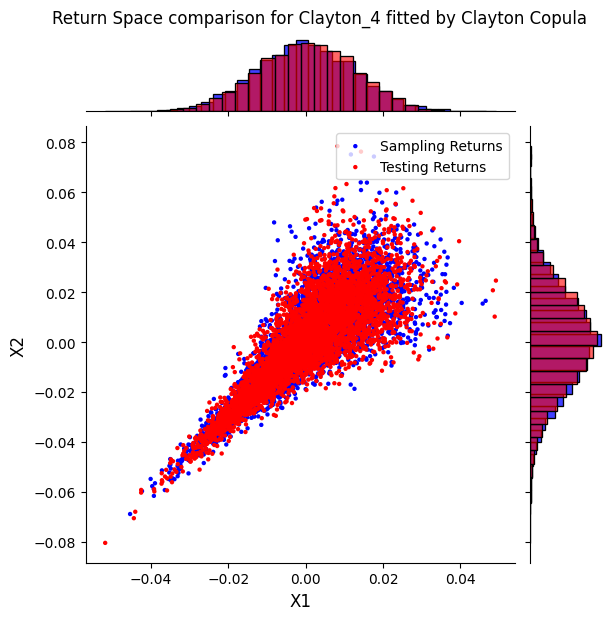 Return Space comparison for Clayton_4 fitted by Clayton Copula
Sampling Returns
Testing Returns
0.08
0.06
0.04
0.02
0.00
−0.02
−0.04
−0.06
−0.08
X2
−0.04
−0.02
0.00
0.02
0.04
X1